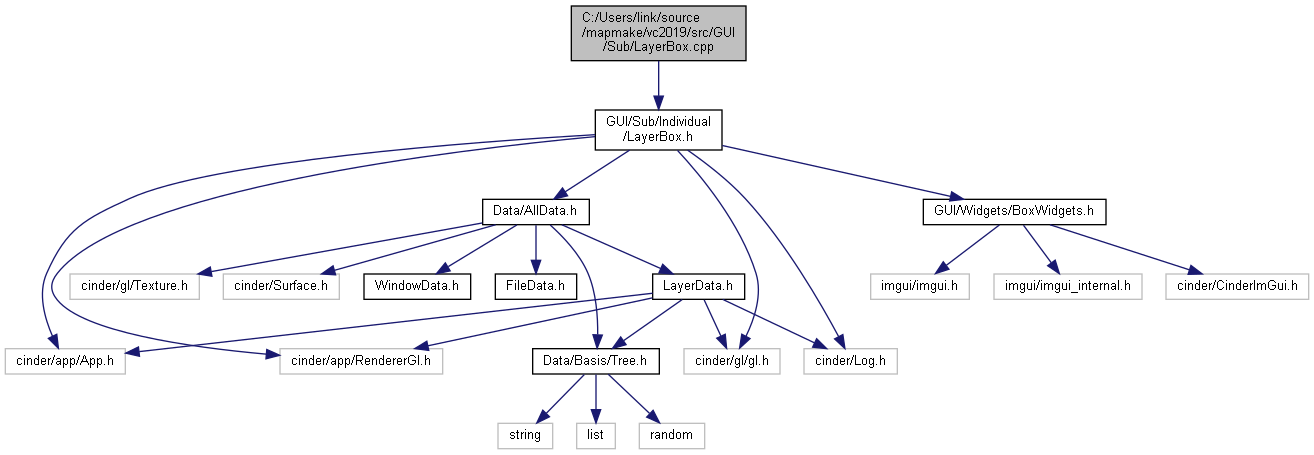 C:/Users/link/source
/mapmake/vc2019/src/GUI
/Sub/LayerBox.cpp
GUI/Sub/Individual
/LayerBox.h
Data/AllData.h
GUI/Widgets/BoxWidgets.h
cinder/gl/Texture.h
cinder/Surface.h
WindowData.h
FileData.h
LayerData.h
imgui/imgui.h
imgui/imgui_internal.h
cinder/CinderImGui.h
cinder/app/App.h
cinder/app/RendererGl.h
Data/Basis/Tree.h
cinder/gl/gl.h
cinder/Log.h
string
list
random